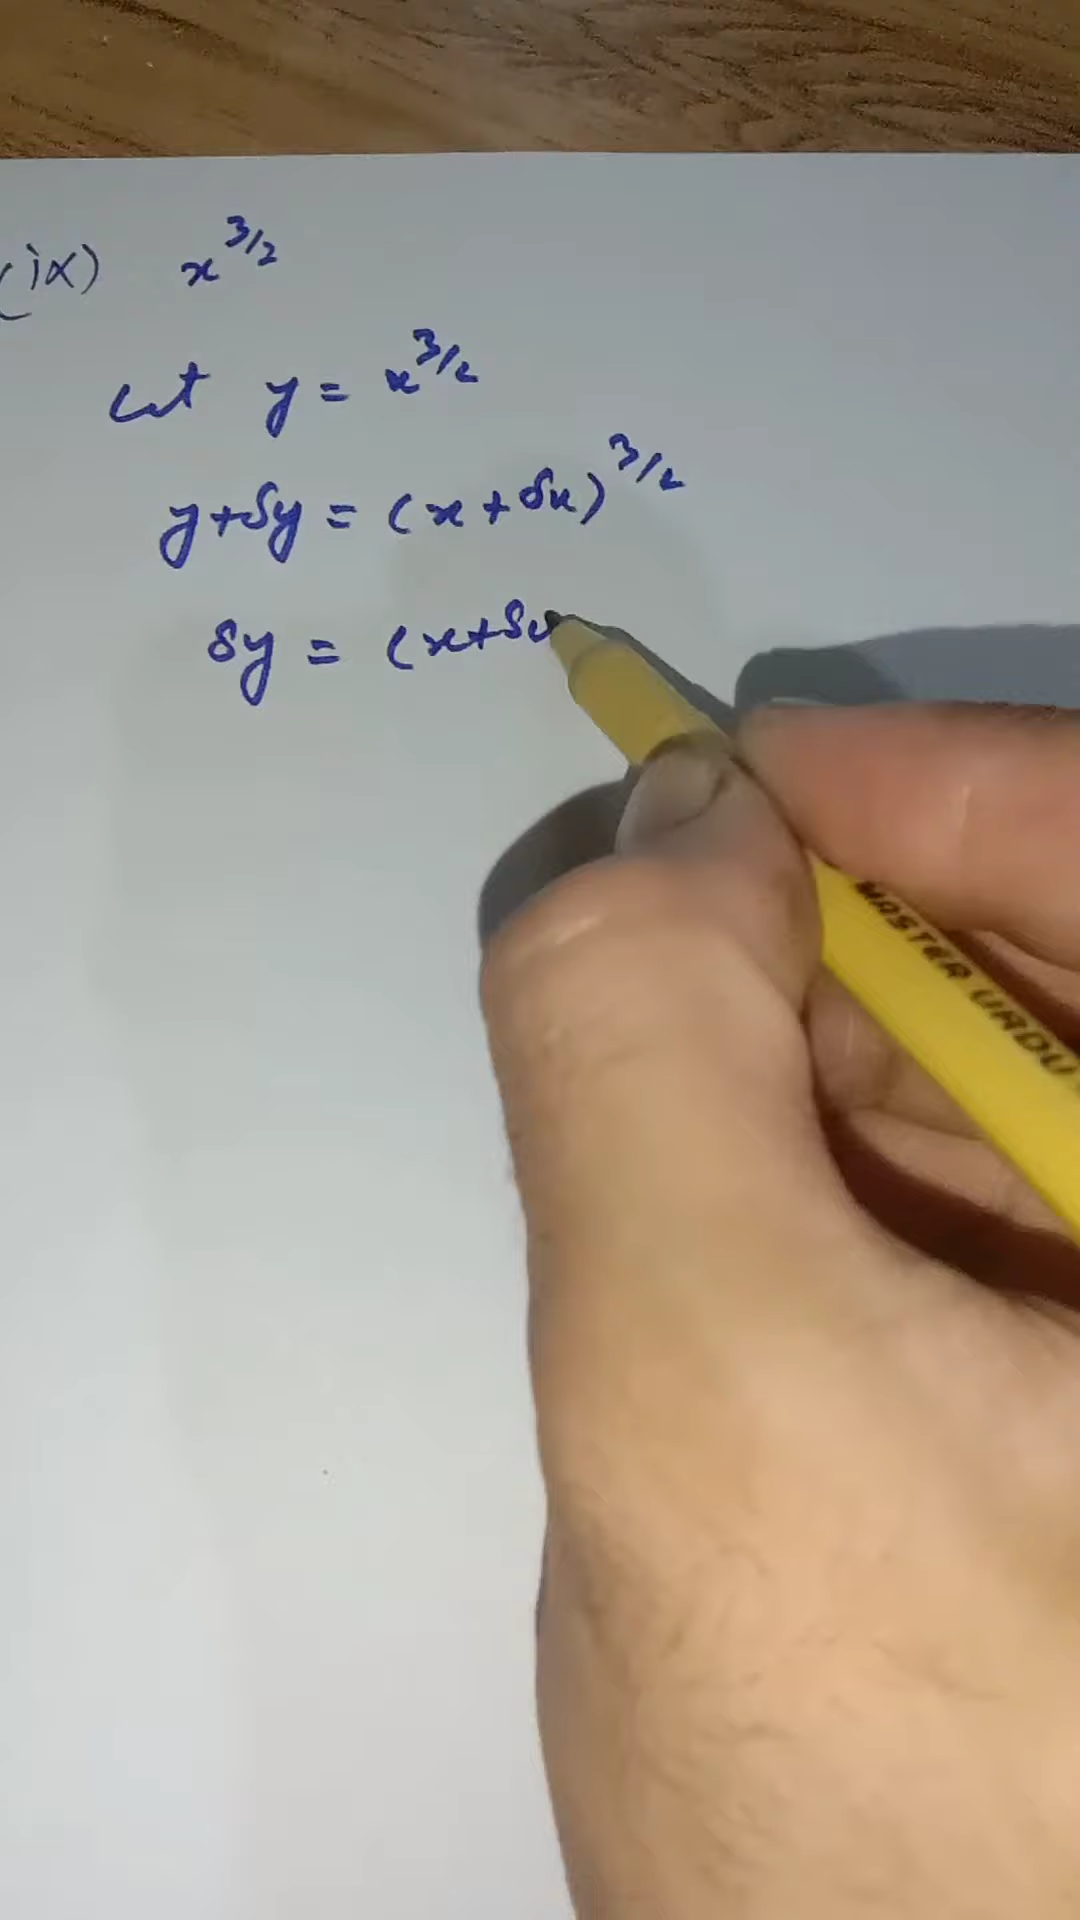 (ix) x^3/2
Let y = x^3/2
y+δy = (x+δx)^3/2
δy = (x+δx
MASTER URDU